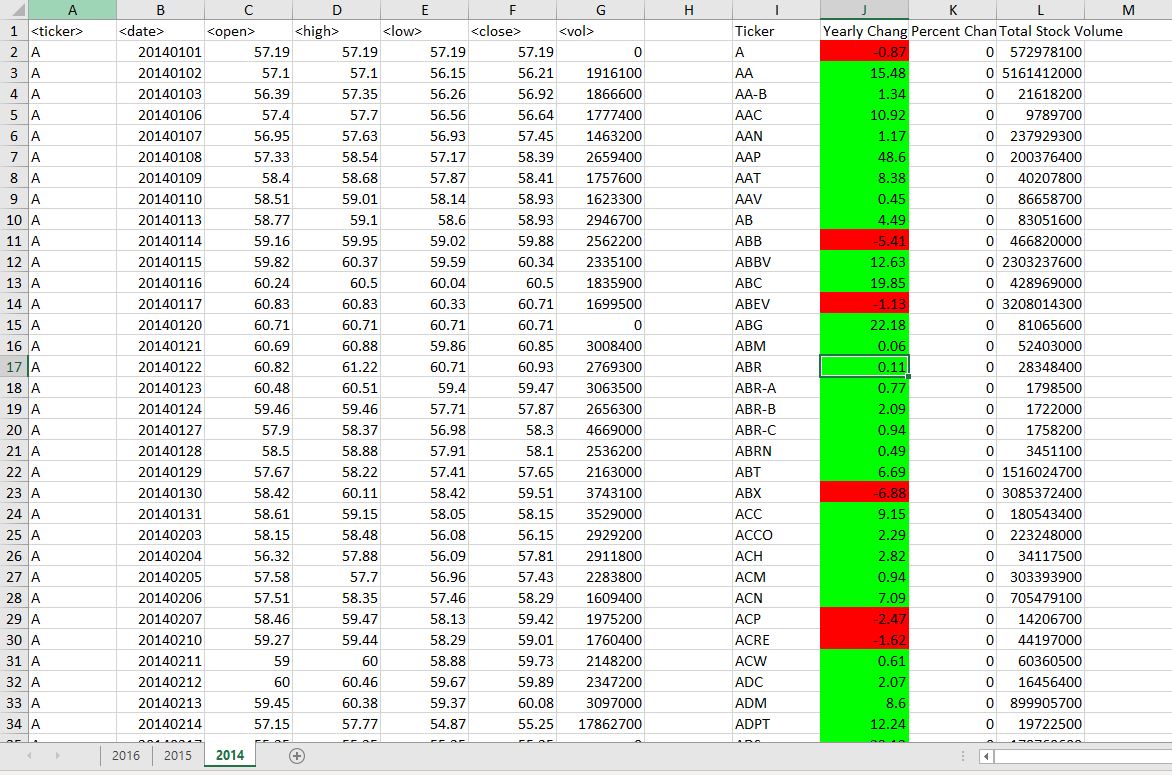 A B C D E F G H I J K L M
1 <ticker> <date> <open> <high> <low> <close> <vol> Ticker Yearly Chang Percent Chan Total Stock Volume
2 A 20140101 57.19 57.19 57.19 57.19 0 A -0.87 0 572978100
3 A 20140102 57.1 57.1 56.15 56.21 1916100 AA 15.48 0 5161412000
4 A 20140103 56.39 57.35 56.26 56.92 1866600 AA-B 1.34 0 21618200
5 A 20140106 57.4 57.7 56.56 56.64 1777400 AAC 10.92 0 9789700
6 A 20140107 56.95 57.63 56.93 57.45 1463200 AAN 1.17 0 237929300
7 A 20140108 57.33 58.54 57.17 58.39 2659400 AAP 48.6 0 200376400
8 A 20140109 58.4 58.68 57.87 58.41 1757600 AAT 8.38 0 40207800
9 A 20140110 58.51 59.01 58.14 58.93 1623300 AAV 0.45 0 86658700
10 A 20140113 58.77 59.1 58.6 58.93 2946700 AB 4.49 0 83051600
11 A 20140114 59.16 59.95 59.02 59.88 2562200 ABB -5.41 0 466820000
12 A 20140115 59.82 60.37 59.59 60.34 2335100 ABBV 12.63 0 2303237600
13 A 20140116 60.24 60.5 60.04 60.5 1835900 ABC 19.85 0 428969000
14 A 20140117 60.83 60.83 60.33 60.71 1699500 ABEV -1.13 0 3208014300
15 A 20140120 60.71 60.71 60.71 60.71 0 ABG 22.18 0 81065600
16 A 20140121 60.69 60.88 59.86 60.85 3008400 ABM 0.06 0 52403000
17 A 20140122 60.82 61.22 60.71 60.93 2769300 ABR 0.11 0 28348400
18 A 20140123 60.48 60.51 59.4 59.47 3063500 ABR-A 0.77 0 1798500
19 A 20140124 59.46 59.46 57.71 57.87 2656300 ABR-B 2.09 0 1722000
20 A 20140127 57.9 58.37 56.98 58.3 4669000 ABR-C 0.94 0 1758200
21 A 20140128 58.5 58.88 57.91 58.1 2536200 ABRN 0.49 0 3451100
22 A 20140129 57.67 58.22 57.41 57.65 2163000 ABT 6.69 0 1516024700
23 A 20140130 58.42 60.11 58.42 59.51 3743100 ABX -6.88 0 3085372400
24 A 20140131 58.61 59.15 58.05 58.15 3529000 ACC 9.15 0 180543400
25 A 20140203 58.15 58.48 56.08 56.15 2929200 ACCO 2.29 0 223248000
26 A 20140204 56.32 57.88 56.09 57.81 2911800 ACH 2.82 0 34117500
27 A 20140205 57.58 57.7 56.96 57.43 2283800 ACM 0.94 0 303393900
28 A 20140206 57.51 58.35 57.46 58.29 1609400 ACN 7.09 0 705479100
29 A 20140207 58.46 59.47 58.13 59.42 1975200 ACP -2.47 0 14206700
30 A 20140210 59.27 59.44 58.29 59.01 1760400 ACRE -1.62 0 44197000
31 A 20140211 59 60 58.88 59.73 2148200 ACW 0.61 0 60360500
32 A 20140212 60 60.46 59.67 59.89 2347200 ADC 2.07 0 16456400
33 A 20140213 59.45 60.38 59.37 60.08 3097000 ADM 8.6 0 899905700
34 A 20140214 57.15 57.77 54.87 55.25 17862700 ADPT 12.24 0 19722500
2016 2015 2014